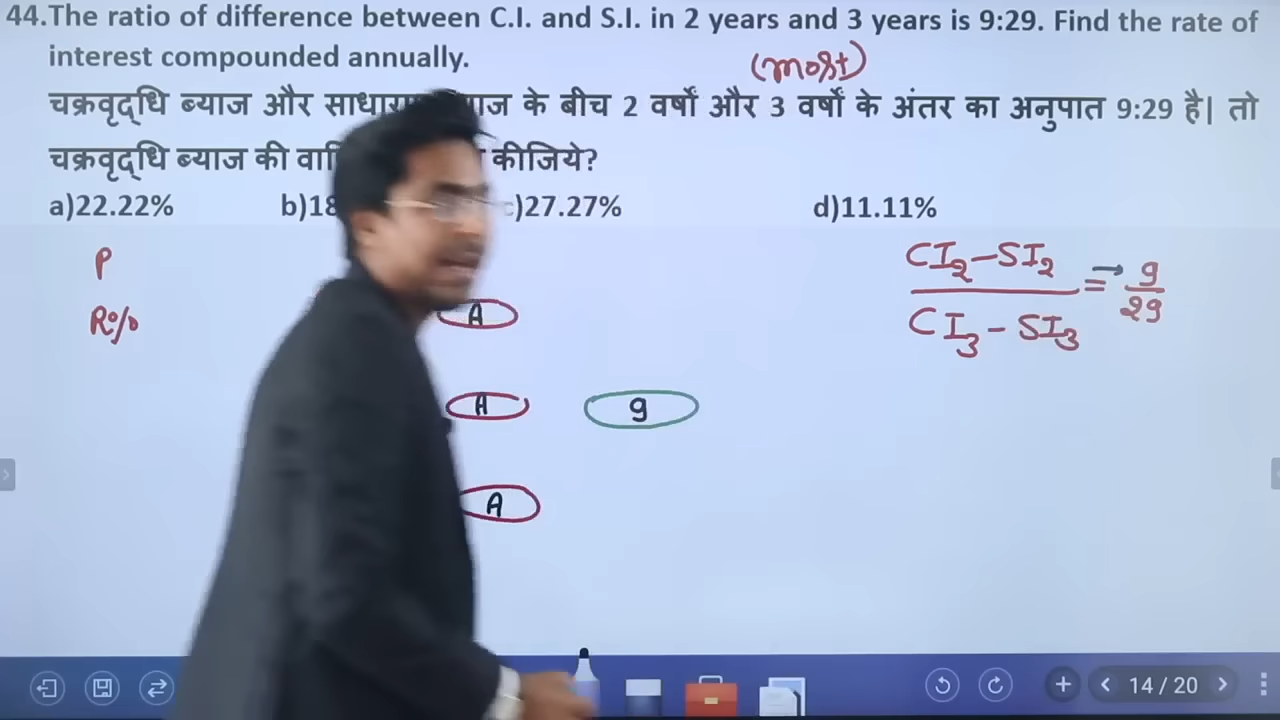 44.The ratio of difference between C.I. and S.I. in 2 years and 3 years is 9:29. Find the rate of
interest compounded annually.
(most)
चक्रवृद्धि ब्याज और के बीच 2 वर्षों और 3 वर्षों के अंतर का अनुपात 9:29 है| तो
चक्रवृद्धि ब्याज की कीजिये?
a)22.22% b)18 c)27.27% d)11.11%
P
R%
A
A 9
A
CI2-SI2
= → 9/29
CI3 - SI3
14 / 20